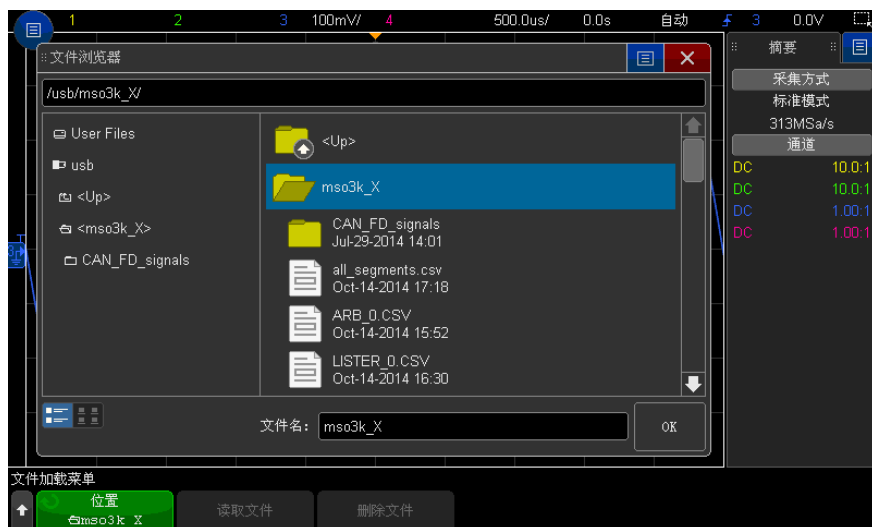 1 2 3 100mV/ 4 500.0us/ 0.0s 自动 3 0.0V
文件浏览器
摘要
/usb/mso3k_X/
采集方式
标准模式
313MSa/s
通道
DC 10.0:1
DC 10.0:1
DC 1.00:1
DC 1.00:1
User Files
usb
<Up>
<mso3k_X>
CAN_FD_signals
<Up>
mso3k_X
CAN_FD_signals
Jul-29-2014 14:01
all_segments.csv
Oct-14-2014 17:18
ARB_0.CSV
Oct-14-2014 15:52
LISTER_0.CSV
Oct-14-2014 16:30
文件名: mso3k_X
OK
文件加载菜单
位置
mso3k_X
读取文件
删除文件